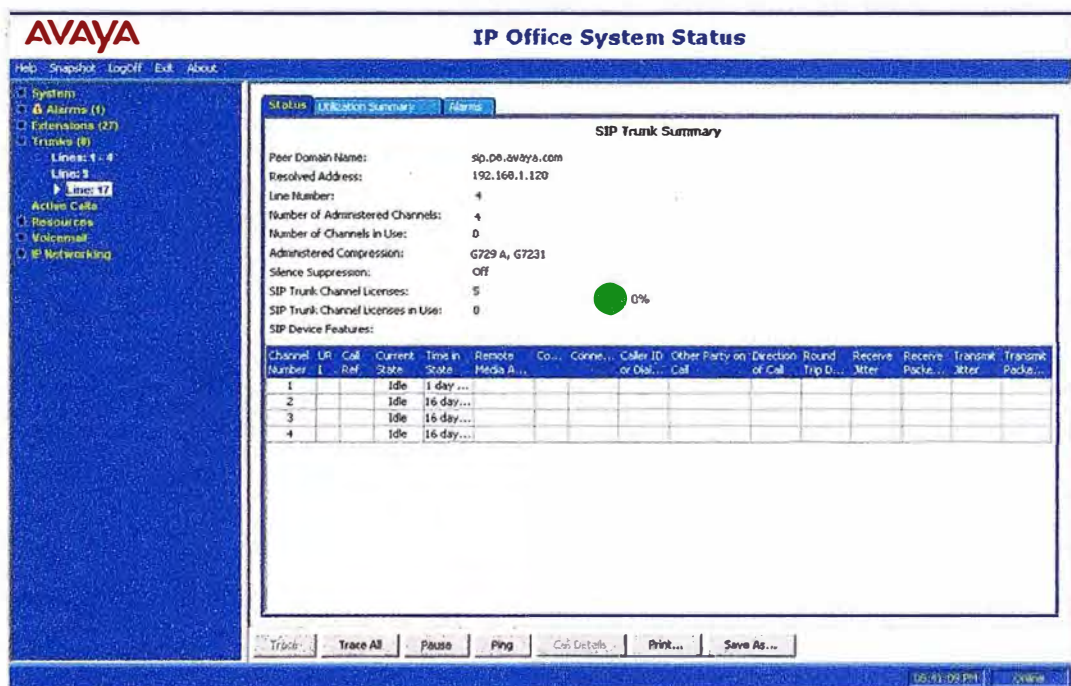 AVAYA
IP Office System Status
Help Snapshot LogOff Exit About
System
Alarms (1)
Extensions (27)
Trunks (8)
Lines: 1 - 4
Line:
Line: 17
Active Calls
Resources
Voicemail
IP Networking
Status Utilization Summary Alarms
SIP Trunk Summary
Peer Domain Name: sip.p8.avaya.com
Resolved Address: 192.168.1.120
Line Number: 4
Number of Administered Channels: 4
Number of Channels in Use: 0
Administered Compression: G729 A, G7231
Silence Suppression: Off
SIP Trunk Channel Licenses: 5
0%
SIP Trunk Channel Licenses in Use: 0
SIP Device Features:
Channel Number UR I... Call Ref Current State Time in State Remote Media A... Co... Conne... Caller ID or Dial... Other Party on Call Direction of Call Round Trip D... Receive Jitter Receive Packe... Transmit Jitter Transmit Packe...
1 Idle 1 day ...
2 Idle 16 day...
3 Idle 16 day...
4 Idle 16 day...
Trace Trace All Pause Ping Call Details Print... Save As...
06:41:09 PM Online